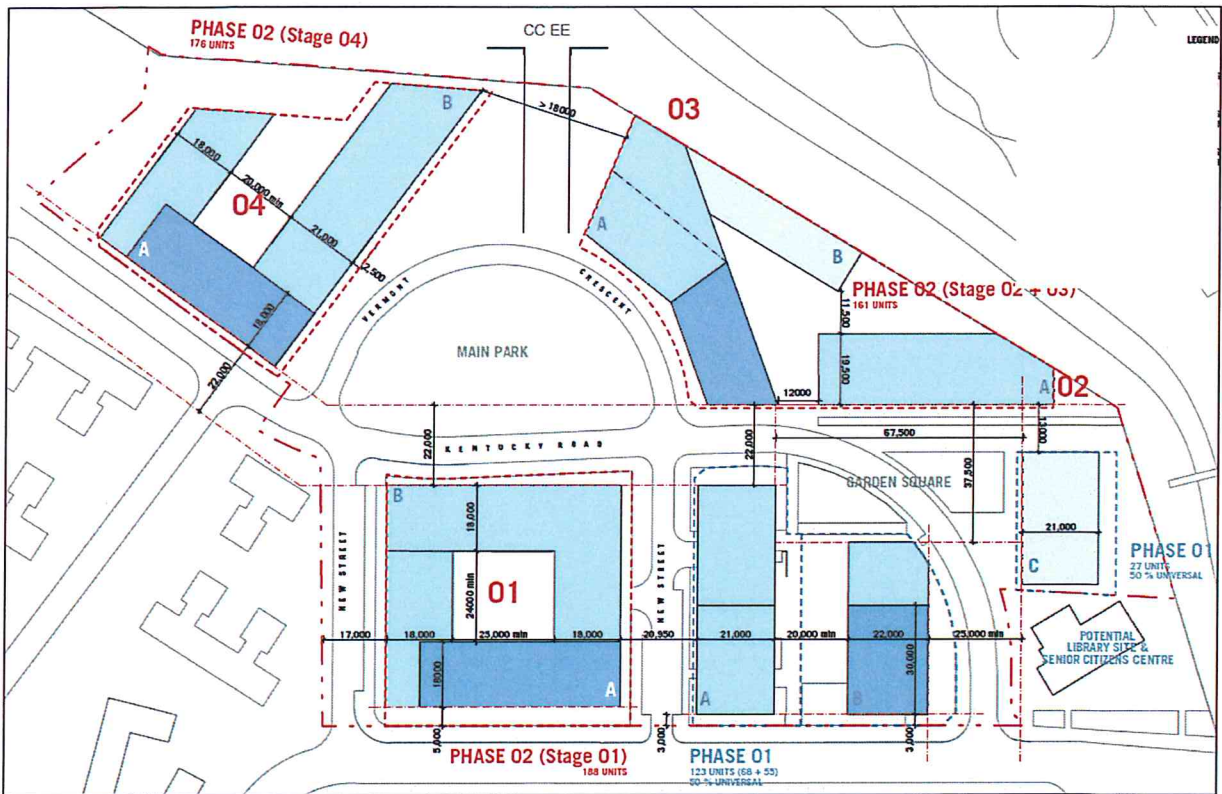 PHASE 02 (Stage 04)
176 UNITS
CC EE
LEGEND
03
B
> 18000
18,000
20,000 min
04
21,000
2,500
A
18,000
22,000
A
B
PHASE 02 (Stage 02 + 03)
161 UNITS
11,500
19,500
VERMONT
CRESCENT
MAIN PARK
12000
A
02
22,000
KENTUCKY ROAD
22,000
67,500
13000
37,500
GARDEN SQUARE
B
18,000
NEW STREET
24000 min
01
NEW STREET
21,000
C
PHASE 01
27 UNITS
50 % UNIVERSAL
17,000
18,000
25,000 min
18,000
20,950
21,000
20,000 min
22,000
25,000 min
POTENTIAL
LIBRARY SITE &
SENIOR CITIZENS CENTRE
18000
30,000
A
A
B
5,000
3,000
3,000
PHASE 02 (Stage 01)
188 UNITS
PHASE 01
123 UNITS (68 + 55)
50 % UNIVERSAL